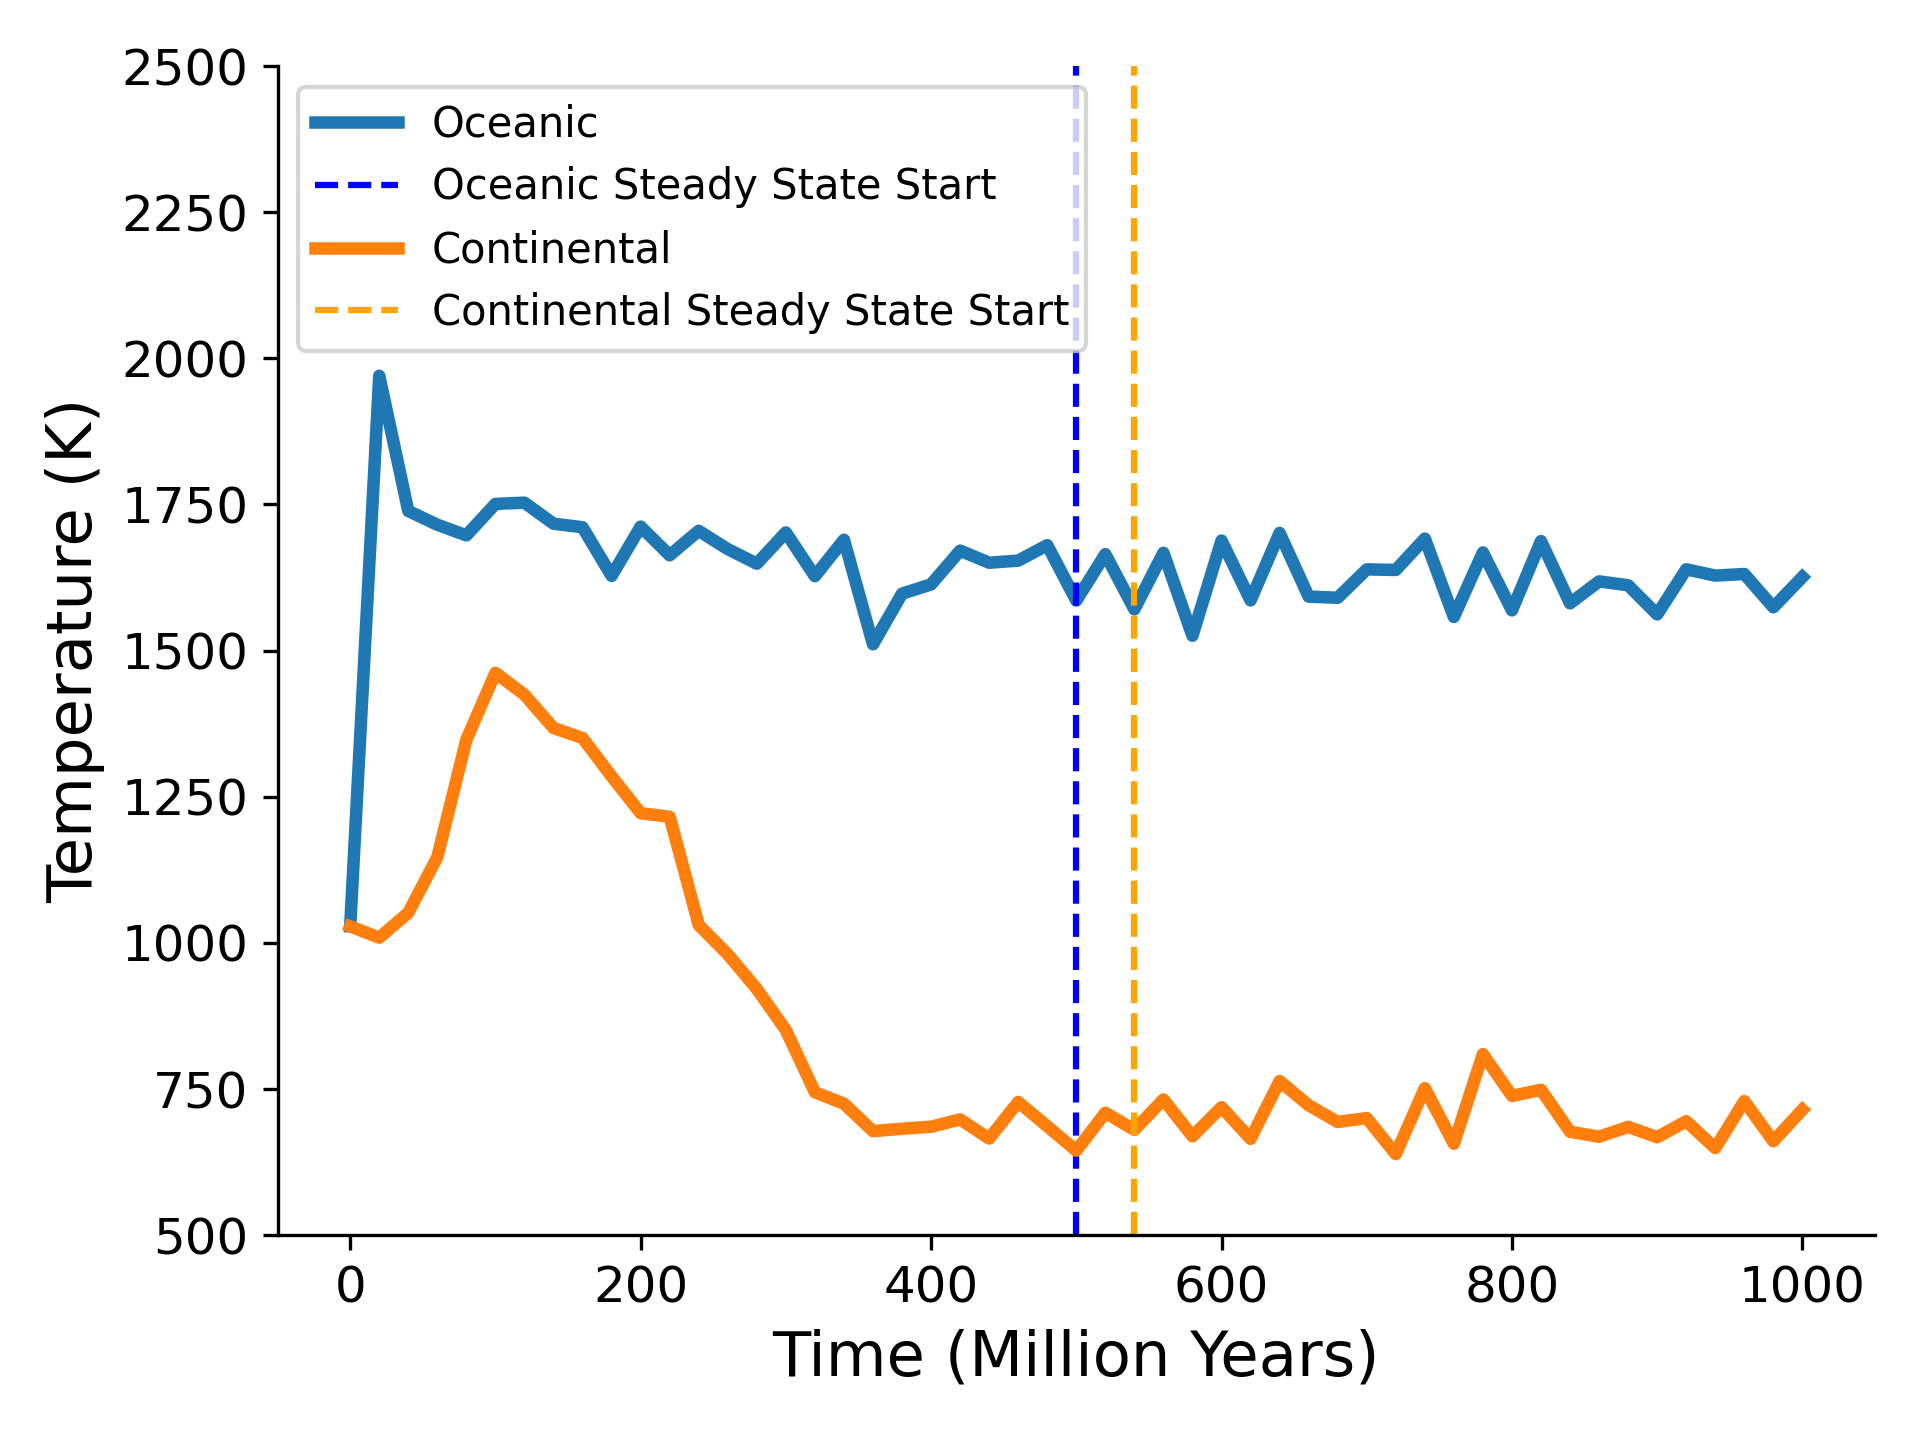 2500
2250
2000
1750
1500
1250
1000
750
500
Temperature (K)
Oceanic
Oceanic Steady State Start
Continental
Continental Steady State Start
0 200 400 600 800 1000
Time (Million Years)